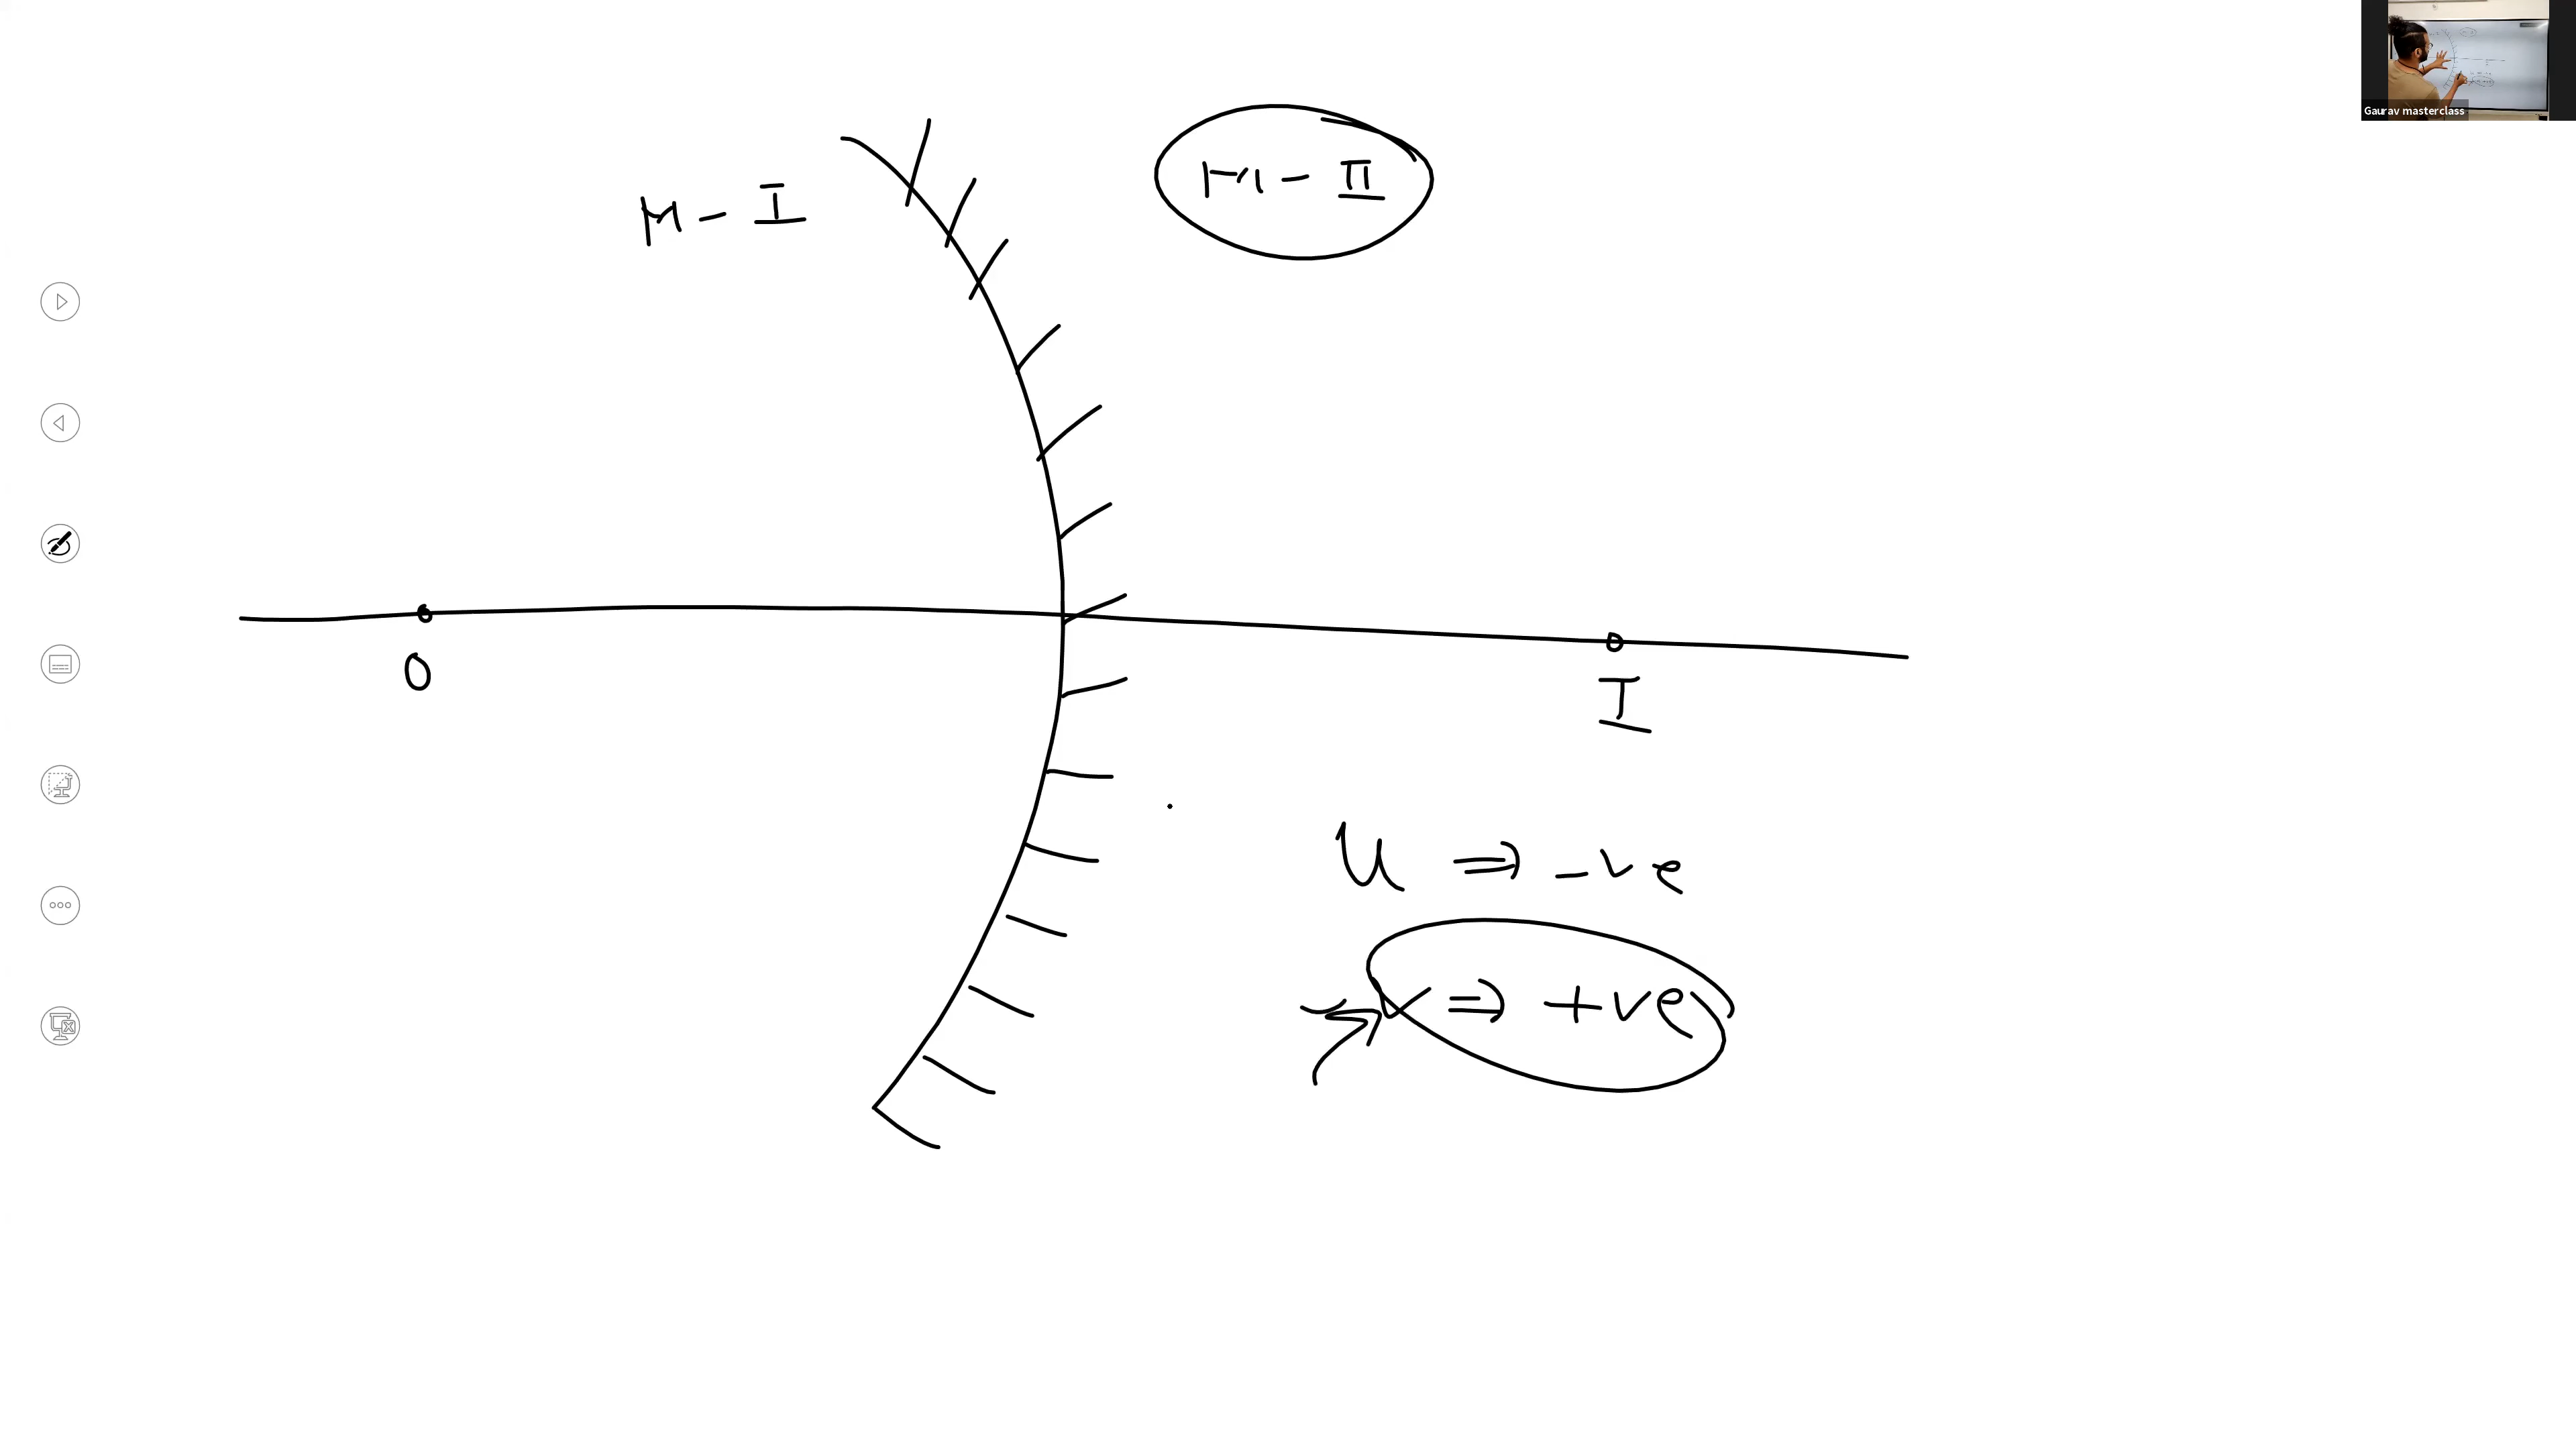 M - I
M - II
O
I
u ⇒ -ve
v ⇒ +ve
Gaurav masterclass